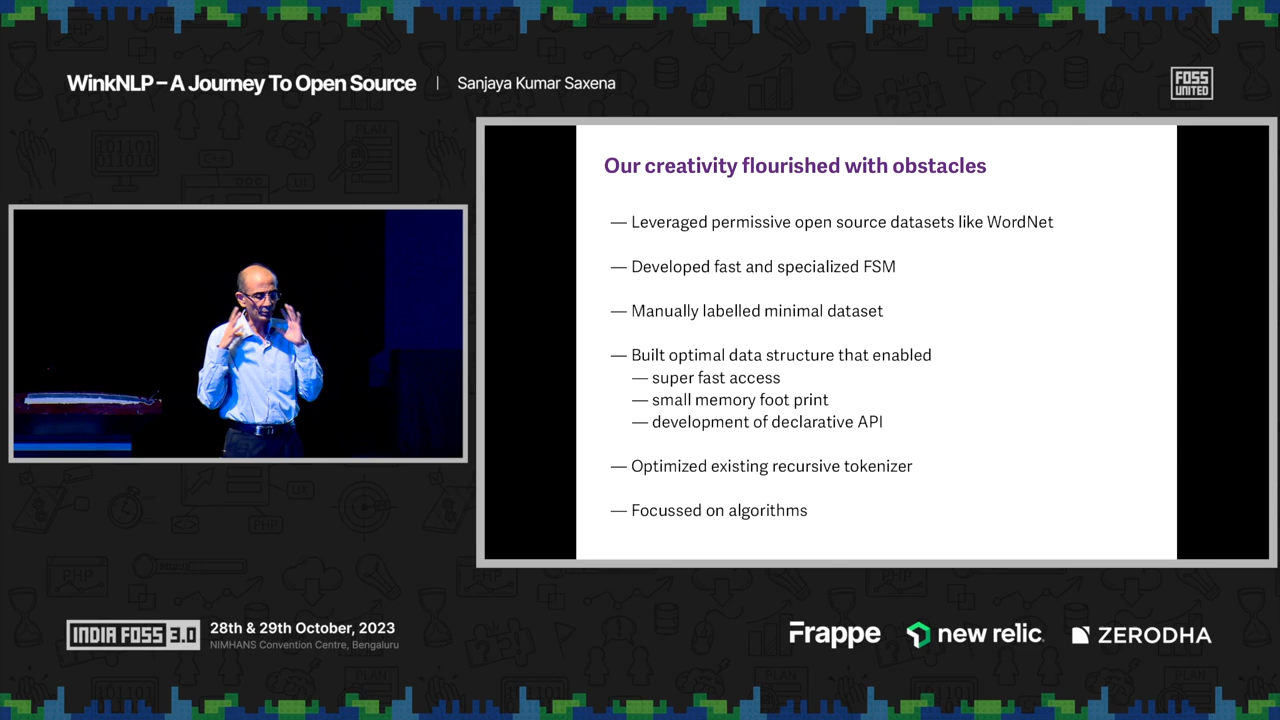 WinkNLP – A Journey To Open Source | Sanjaya Kumar Saxena
FOSS
UNITED
Our creativity flourished with obstacles
— Leveraged permissive open source datasets like WordNet
— Developed fast and specialized FSM
— Manually labelled minimal dataset
— Built optimal data structure that enabled
— super fast access
— small memory foot print
— development of declarative API
— Optimized existing recursive tokenizer
— Focussed on algorithms
INDIA FOSS 3.0
28th & 29th October, 2023
NIMHANS Convention Centre, Bengaluru
Frappe
new relic
ZERODHA